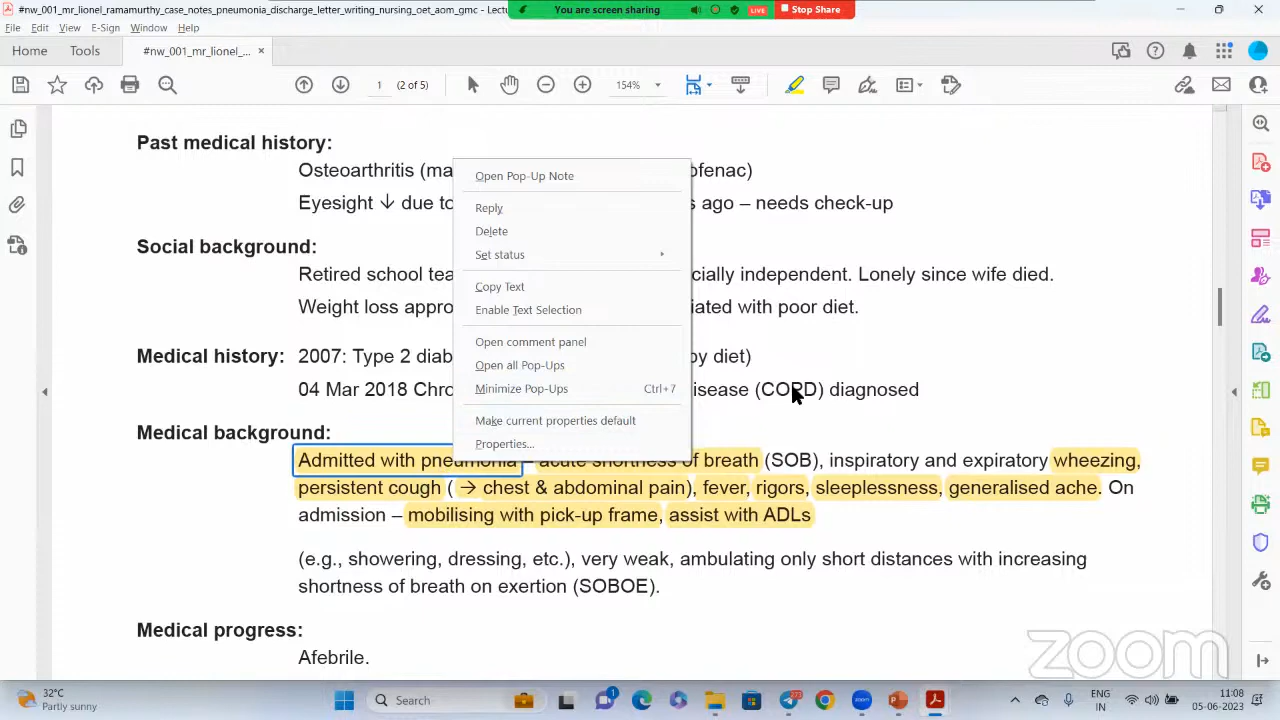 #nw_001_mr_lionel_ramamurthy_case_notes_pneumonia_discharge_letter_writing_nursing_oet_aom_gmc - Lectu
You are screen sharing
LIVE
Stop Share
File Edit View E-Sign Window Help
Home Tools #nw_001_mr_lionel_... ×
1 (2 of 5) 154%
Past medical history:
Osteoarthritis (ma ofenac)
Eyesight ↓ due to s ago – needs check-up
Social background:
Retired school tea cially independent. Lonely since wife died.
Weight loss appro iated with poor diet.
Medical history: 2007: Type 2 diab by diet)
04 Mar 2018 Chro isease (COPD) diagnosed
Medical background:
Admitted with pneumonia – acute shortness of breath (SOB), inspiratory and expiratory wheezing,
persistent cough ( → chest & abdominal pain), fever, rigors, sleeplessness, generalised ache. On
admission – mobilising with pick-up frame, assist with ADLs
(e.g., showering, dressing, etc.), very weak, ambulating only short distances with increasing
shortness of breath on exertion (SOBOE).
Medical progress:
Afebrile.
Open Pop-Up Note
Reply
Delete
Set status
Copy Text
Enable Text Selection
Open comment panel
Open all Pop-Ups
Minimize Pop-Ups Ctrl+7
Make current properties default
Properties...
zoom
32°C
Partly sunny
Search
1
ENG
IN
11:08
05-06-2023